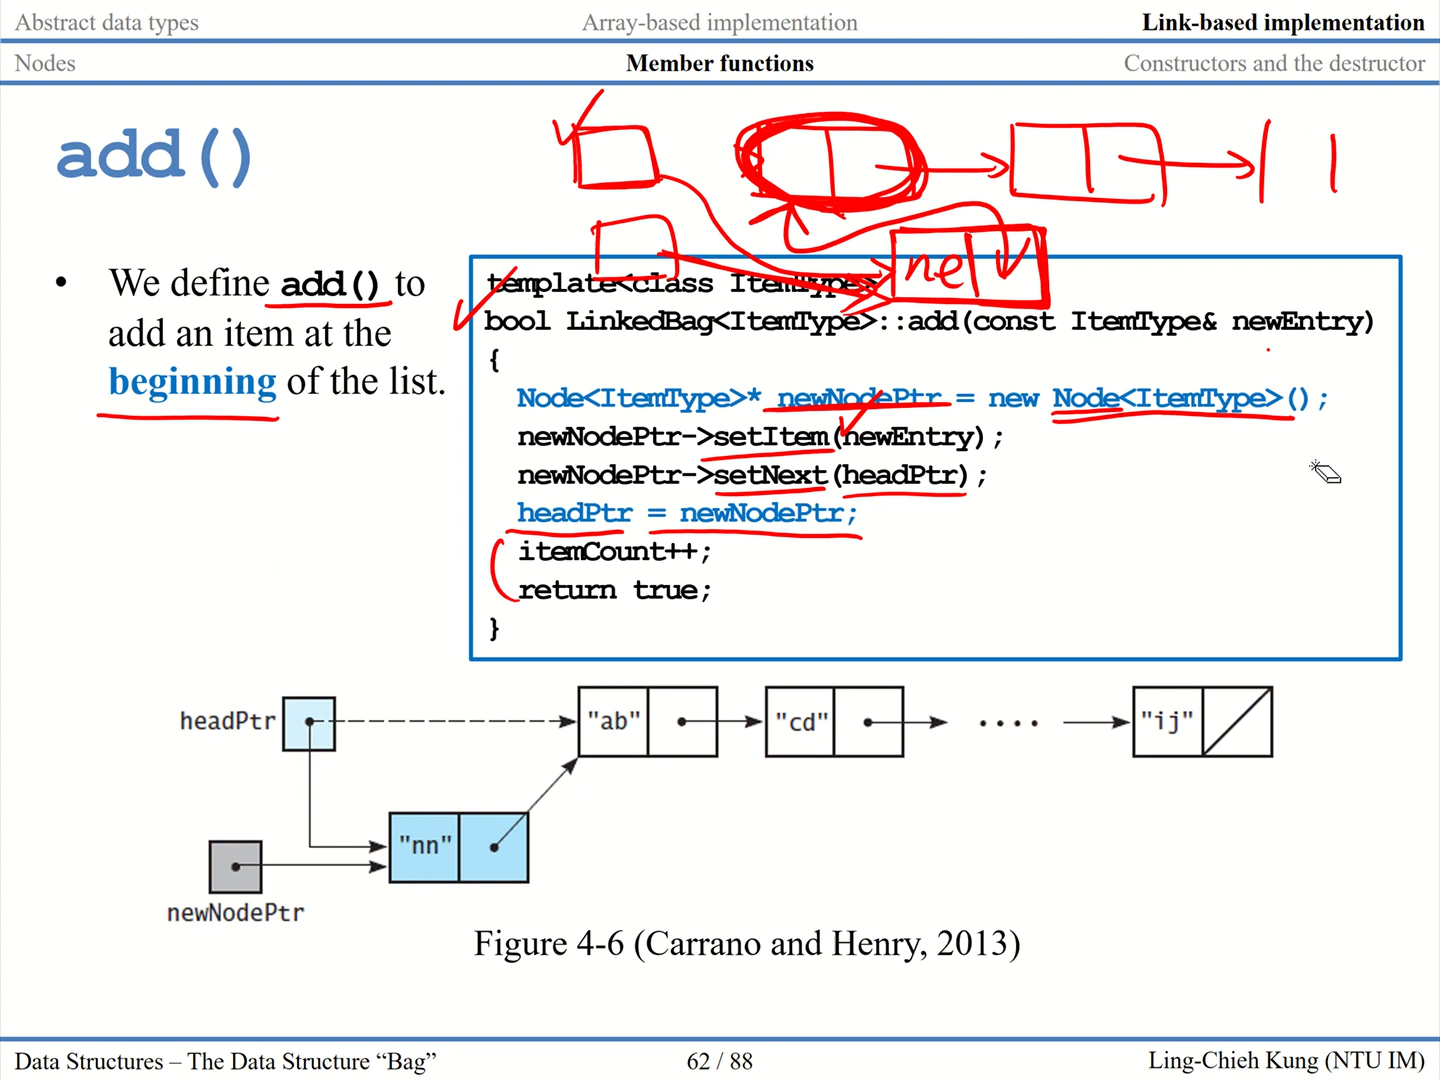 Abstract data types Array-based implementation Link-based implementation
Nodes Member functions Constructors and the destructor
add()
• We define add() to
add an item at the
beginning of the list.
ne
template<class ItemType>
bool LinkedBag<ItemType>::add(const ItemType& newEntry)
{
Node<ItemType>* newNodePtr = new Node<ItemType>();
newNodePtr->setItem(newEntry);
newNodePtr->setNext(headPtr);
headPtr = newNodePtr;
itemCount++;
return true;
}
headPtr "ab" "cd" .... "ij"
"nn"
newNodePtr
Figure 4-6 (Carrano and Henry, 2013)
Data Structures – The Data Structure “Bag” 62 / 88 Ling-Chieh Kung (NTU IM)